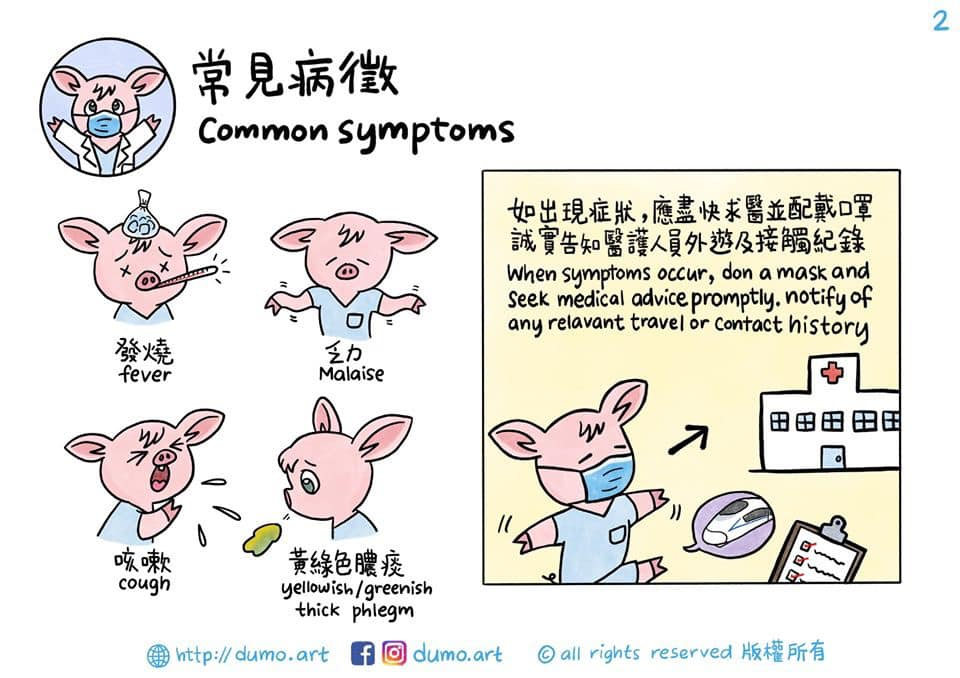 2
常見病徵
Common symptoms
發燒
fever
乏力
Malaise
咳嗽
cough
黃綠色膿痰
yellowish/greenish
thick phlegm
如出現症狀，應盡快求醫並配戴口罩
誠實告知醫護人員外遊及接觸紀錄
When symptoms occur, don a mask and
seek medical advice promptly. notify of
any relavant travel or contact history
http://dumo.art
dumo.art
© all rights reserved 版權所有